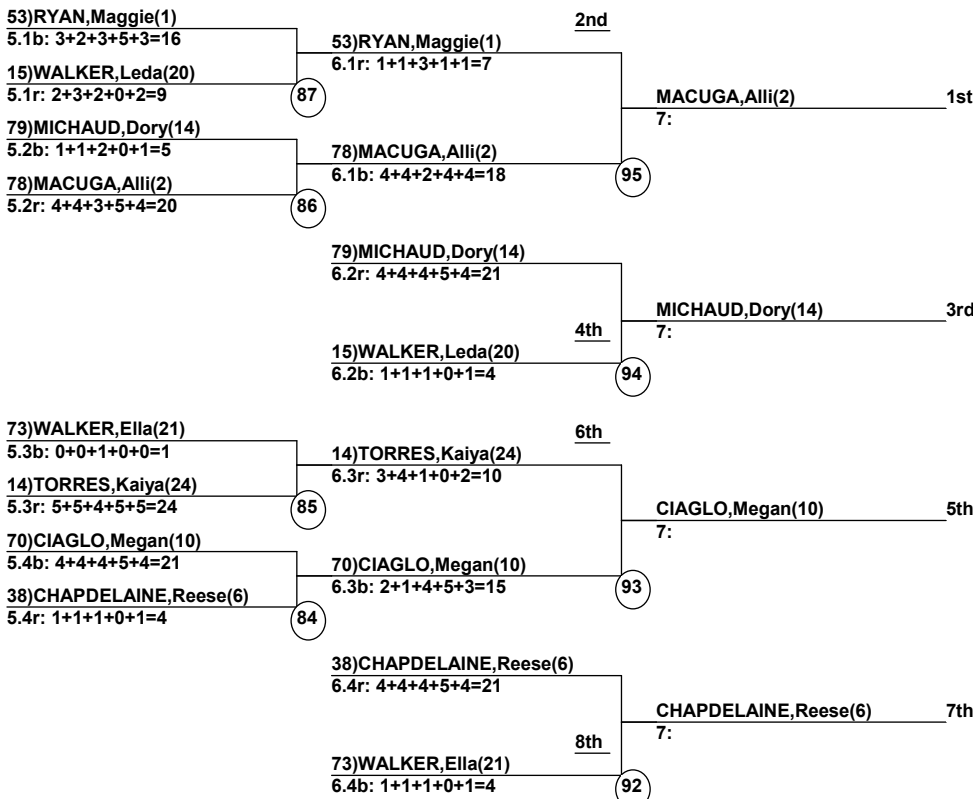 53)RYAN,Maggie(1)
5.1b: 3+2+3+5+3=16
15)WALKER,Leda(20)
5.1r: 2+3+2+0+2=9
87
79)MICHAUD,Dory(14)
5.2b: 1+1+2+0+1=5
78)MACUGA,Alli(2)
5.2r: 4+4+3+5+4=20
86
2nd
53)RYAN,Maggie(1)
6.1r: 1+1+3+1+1=7
78)MACUGA,Alli(2)
6.1b: 4+4+2+4+4=18
95
MACUGA,Alli(2) 1st
7:
79)MICHAUD,Dory(14)
6.2r: 4+4+4+5+4=21
4th
15)WALKER,Leda(20)
6.2b: 1+1+1+0+1=4
94
MICHAUD,Dory(14) 3rd
7:
73)WALKER,Ella(21)
5.3b: 0+0+1+0+0=1
14)TORRES,Kaiya(24)
5.3r: 5+5+4+5+5=24
85
70)CIAGLO,Megan(10)
5.4b: 4+4+4+5+4=21
38)CHAPDELAINE,Reese(6)
5.4r: 1+1+1+0+1=4
84
6th
14)TORRES,Kaiya(24)
6.3r: 3+4+1+0+2=10
70)CIAGLO,Megan(10)
6.3b: 2+1+4+5+3=15
93
CIAGLO,Megan(10) 5th
7:
38)CHAPDELAINE,Reese(6)
6.4r: 4+4+4+5+4=21
8th
73)WALKER,Ella(21)
6.4b: 1+1+1+0+1=4
92
CHAPDELAINE,Reese(6) 7th
7: